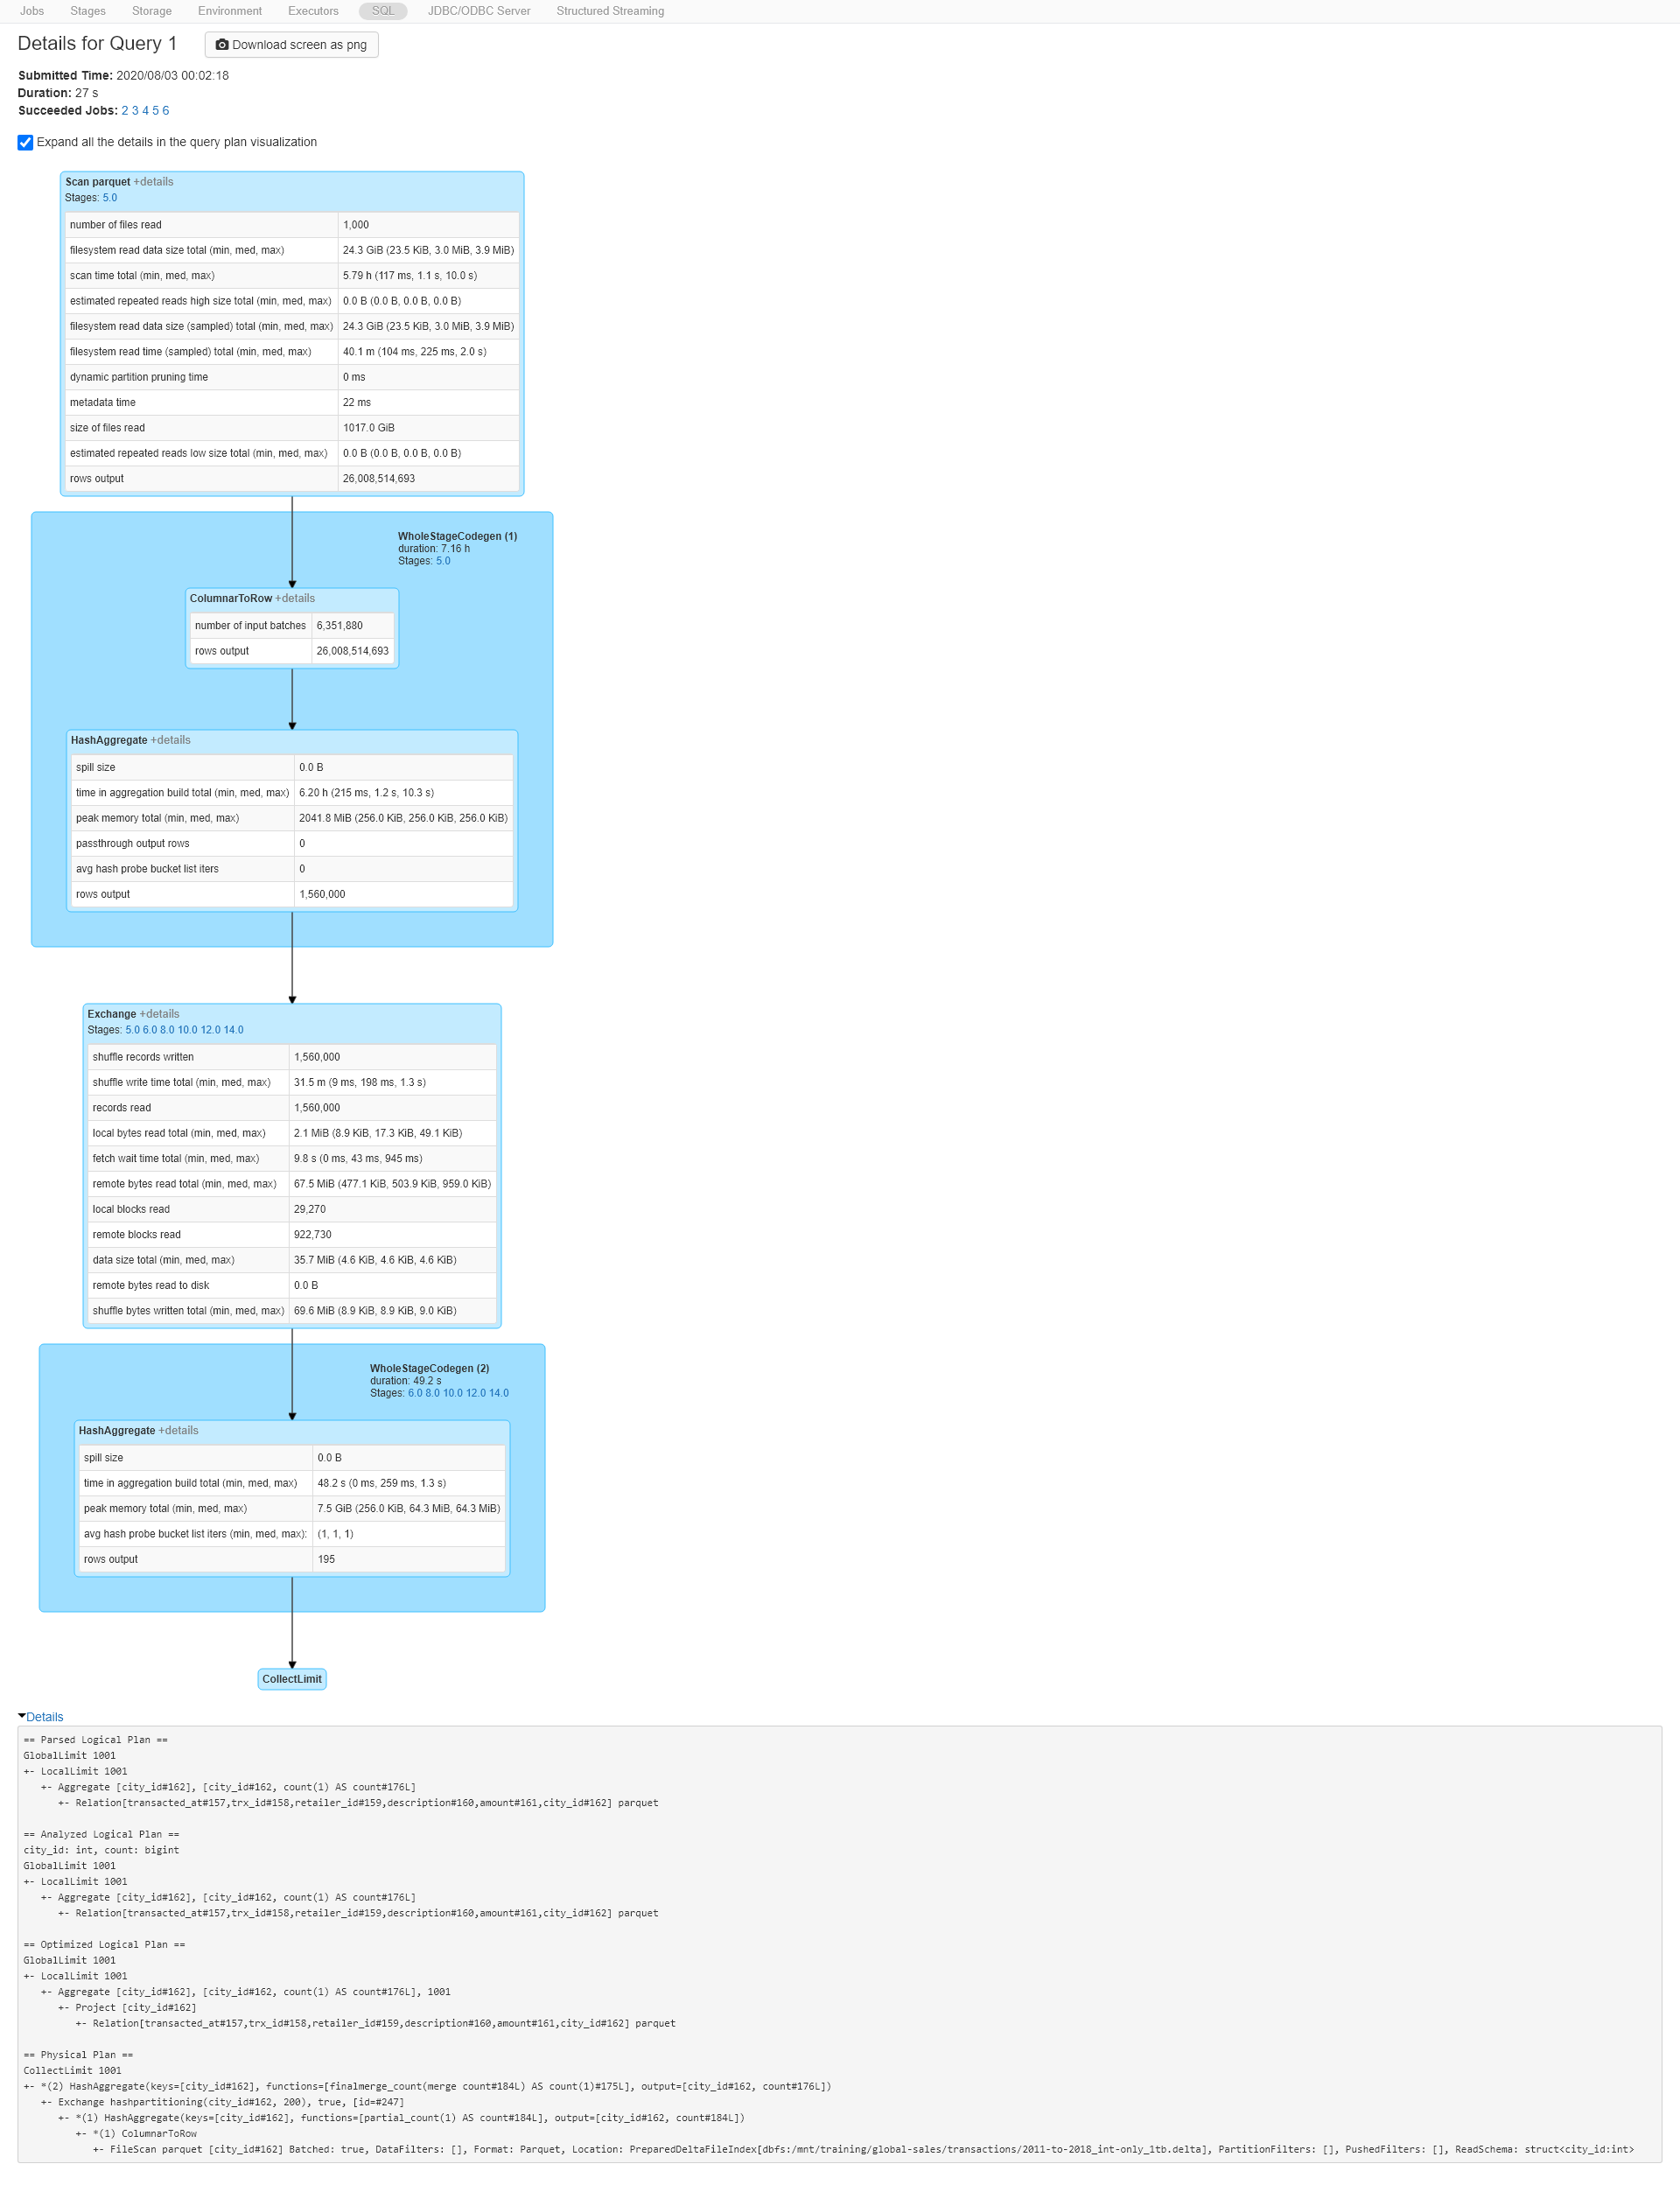 Jobs Stages Storage Environment Executors SQL JDBC/ODBC Server Structured Streaming
Details for Query 1 Download screen as png
Submitted Time: 2020/08/03 00:02:18
Duration: 27 s
Succeeded Jobs: 2 3 4 5 6
Expand all the details in the query plan visualization
Scan parquet +details
Stages: 5.0
number of files read 1,000
filesystem read data size total (min, med, max) 24.3 GiB (23.5 KiB, 3.0 MiB, 3.9 MiB)
scan time total (min, med, max) 5.79 h (117 ms, 1.1 s, 10.0 s)
estimated repeated reads high size total (min, med, max) 0.0 B (0.0 B, 0.0 B, 0.0 B)
filesystem read data size (sampled) total (min, med, max) 24.3 GiB (23.5 KiB, 3.0 MiB, 3.9 MiB)
filesystem read time (sampled) total (min, med, max) 40.1 m (104 ms, 225 ms, 2.0 s)
dynamic partition pruning time 0 ms
metadata time 22 ms
size of files read 1017.0 GiB
estimated repeated reads low size total (min, med, max) 0.0 B (0.0 B, 0.0 B, 0.0 B)
rows output 26,008,514,693
WholeStageCodegen (1)
duration: 7.16 h
Stages: 5.0
ColumnarToRow +details
number of input batches 6,351,880
rows output 26,008,514,693
HashAggregate +details
spill size 0.0 B
time in aggregation build total (min, med, max) 6.20 h (215 ms, 1.2 s, 10.3 s)
peak memory total (min, med, max) 2041.8 MiB (256.0 KiB, 256.0 KiB, 256.0 KiB)
passthrough output rows 0
avg hash probe bucket list iters 0
rows output 1,560,000
Exchange +details
Stages: 5.0 6.0 8.0 10.0 12.0 14.0
shuffle records written 1,560,000
shuffle write time total (min, med, max) 31.5 m (9 ms, 198 ms, 1.3 s)
records read 1,560,000
local bytes read total (min, med, max) 2.1 MiB (8.9 KiB, 17.3 KiB, 49.1 KiB)
fetch wait time total (min, med, max) 9.8 s (0 ms, 43 ms, 945 ms)
remote bytes read total (min, med, max) 67.5 MiB (477.1 KiB, 503.9 KiB, 959.0 KiB)
local blocks read 29,270
remote blocks read 922,730
data size total (min, med, max) 35.7 MiB (4.6 KiB, 4.6 KiB, 4.6 KiB)
remote bytes read to disk 0.0 B
shuffle bytes written total (min, med, max) 69.6 MiB (8.9 KiB, 8.9 KiB, 9.0 KiB)
WholeStageCodegen (2)
duration: 49.2 s
Stages: 6.0 8.0 10.0 12.0 14.0
HashAggregate +details
spill size 0.0 B
time in aggregation build total (min, med, max) 48.2 s (0 ms, 259 ms, 1.3 s)
peak memory total (min, med, max) 7.5 GiB (256.0 KiB, 64.3 MiB, 64.3 MiB)
avg hash probe bucket list iters (min, med, max): (1, 1, 1)
rows output 195
CollectLimit
Details
== Parsed Logical Plan ==
GlobalLimit 1001
+- LocalLimit 1001
   +- Aggregate [city_id#162], [city_id#162, count(1) AS count#176L]
      +- Relation[transacted_at#157,trx_id#158,retailer_id#159,description#160,amount#161,city_id#162] parquet

== Analyzed Logical Plan ==
city_id: int, count: bigint
GlobalLimit 1001
+- LocalLimit 1001
   +- Aggregate [city_id#162], [city_id#162, count(1) AS count#176L]
      +- Relation[transacted_at#157,trx_id#158,retailer_id#159,description#160,amount#161,city_id#162] parquet

== Optimized Logical Plan ==
GlobalLimit 1001
+- LocalLimit 1001
   +- Aggregate [city_id#162], [city_id#162, count(1) AS count#176L], 1001
      +- Project [city_id#162]
         +- Relation[transacted_at#157,trx_id#158,retailer_id#159,description#160,amount#161,city_id#162] parquet

== Physical Plan ==
CollectLimit 1001
+- *(2) HashAggregate(keys=[city_id#162], functions=[finalmerge_count(merge count#184L) AS count(1)#175L], output=[city_id#162, count#176L])
   +- Exchange hashpartitioning(city_id#162, 200), true, [id=#247]
      +- *(1) HashAggregate(keys=[city_id#162], functions=[partial_count(1) AS count#184L], output=[city_id#162, count#184L])
         +- *(1) ColumnarToRow
            +- FileScan parquet [city_id#162] Batched: true, DataFilters: [], Format: Parquet, Location: PreparedDeltaFileIndex[dbfs:/mnt/training/global-sales/transactions/2011-to-2018_int-only_1tb.delta], PartitionFilters: [], PushedFilters: [], ReadSchema: struct<city_id:int>